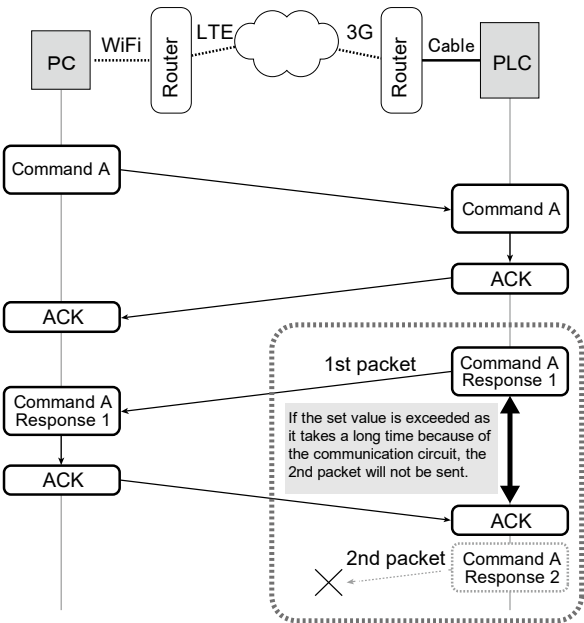 PC
WiFi
Router
LTE
3G
Router
Cable
PLC
Command A
Command A
ACK
ACK
1st packet
Command A
Response 1
Command A
Response 1
If the set value is exceeded as
it takes a long time because of
the communication circuit, the
2nd packet will not be sent.
ACK
ACK
2nd packet
Command A
Response 2